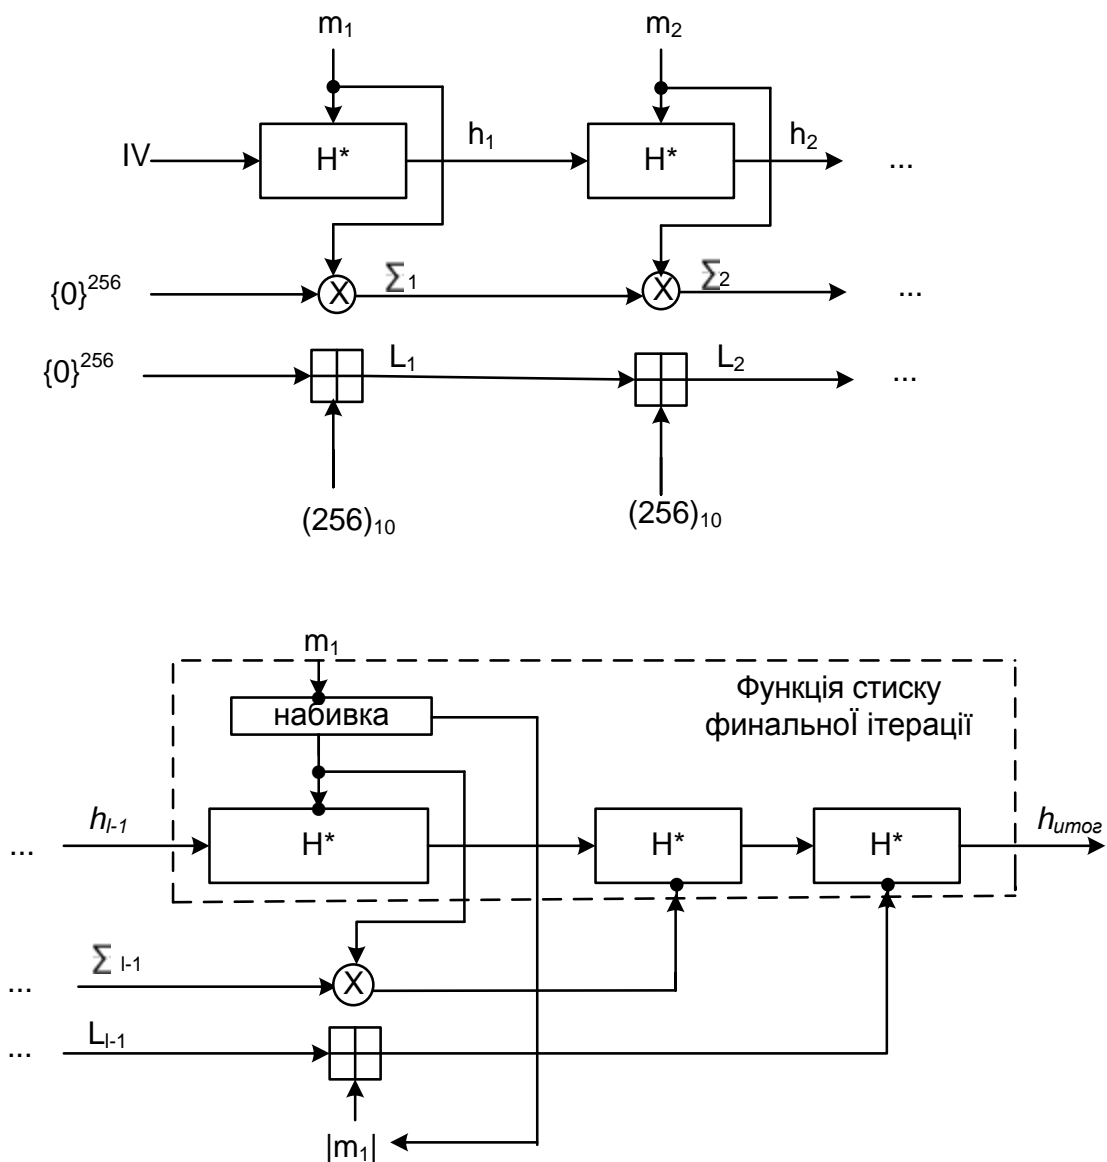 m₁ m₂
IV H* h₁ H* h₂ ...
{0}²⁵⁶ X Σ₁ X Σ₂ ...
{0}²⁵⁶ L₁ L₂ ...
(256)₁₀ (256)₁₀
m₁
набивка
Функція стиску
финальноЇ ітерації
... hₗ₋₁ H* H* H* hитог
... Σ ₗ₋₁ X
... Lₗ₋₁
|m₁|